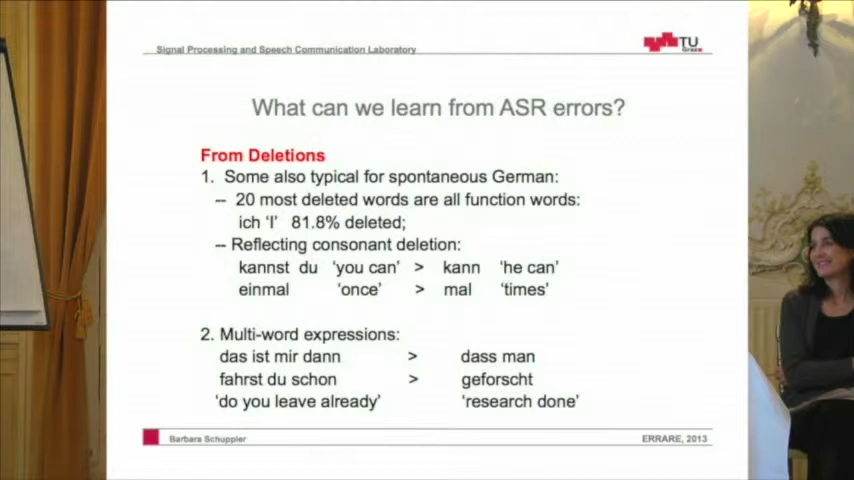 Signal Processing and Speech Communication Laboratory
TU
Graz
What can we learn from ASR errors?
From Deletions
1. Some also typical for spontaneous German:
-- 20 most deleted words are all function words:
ich 'I' 81.8% deleted;
-- Reflecting consonant deletion:
kannst du 'you can' > kann 'he can'
einmal 'once' > mal 'times'
2. Multi-word expressions:
das ist mir dann > dass man
fahrst du schon > geforscht
'do you leave already' 'research done'
Barbara Schuppler ERRARE, 2013